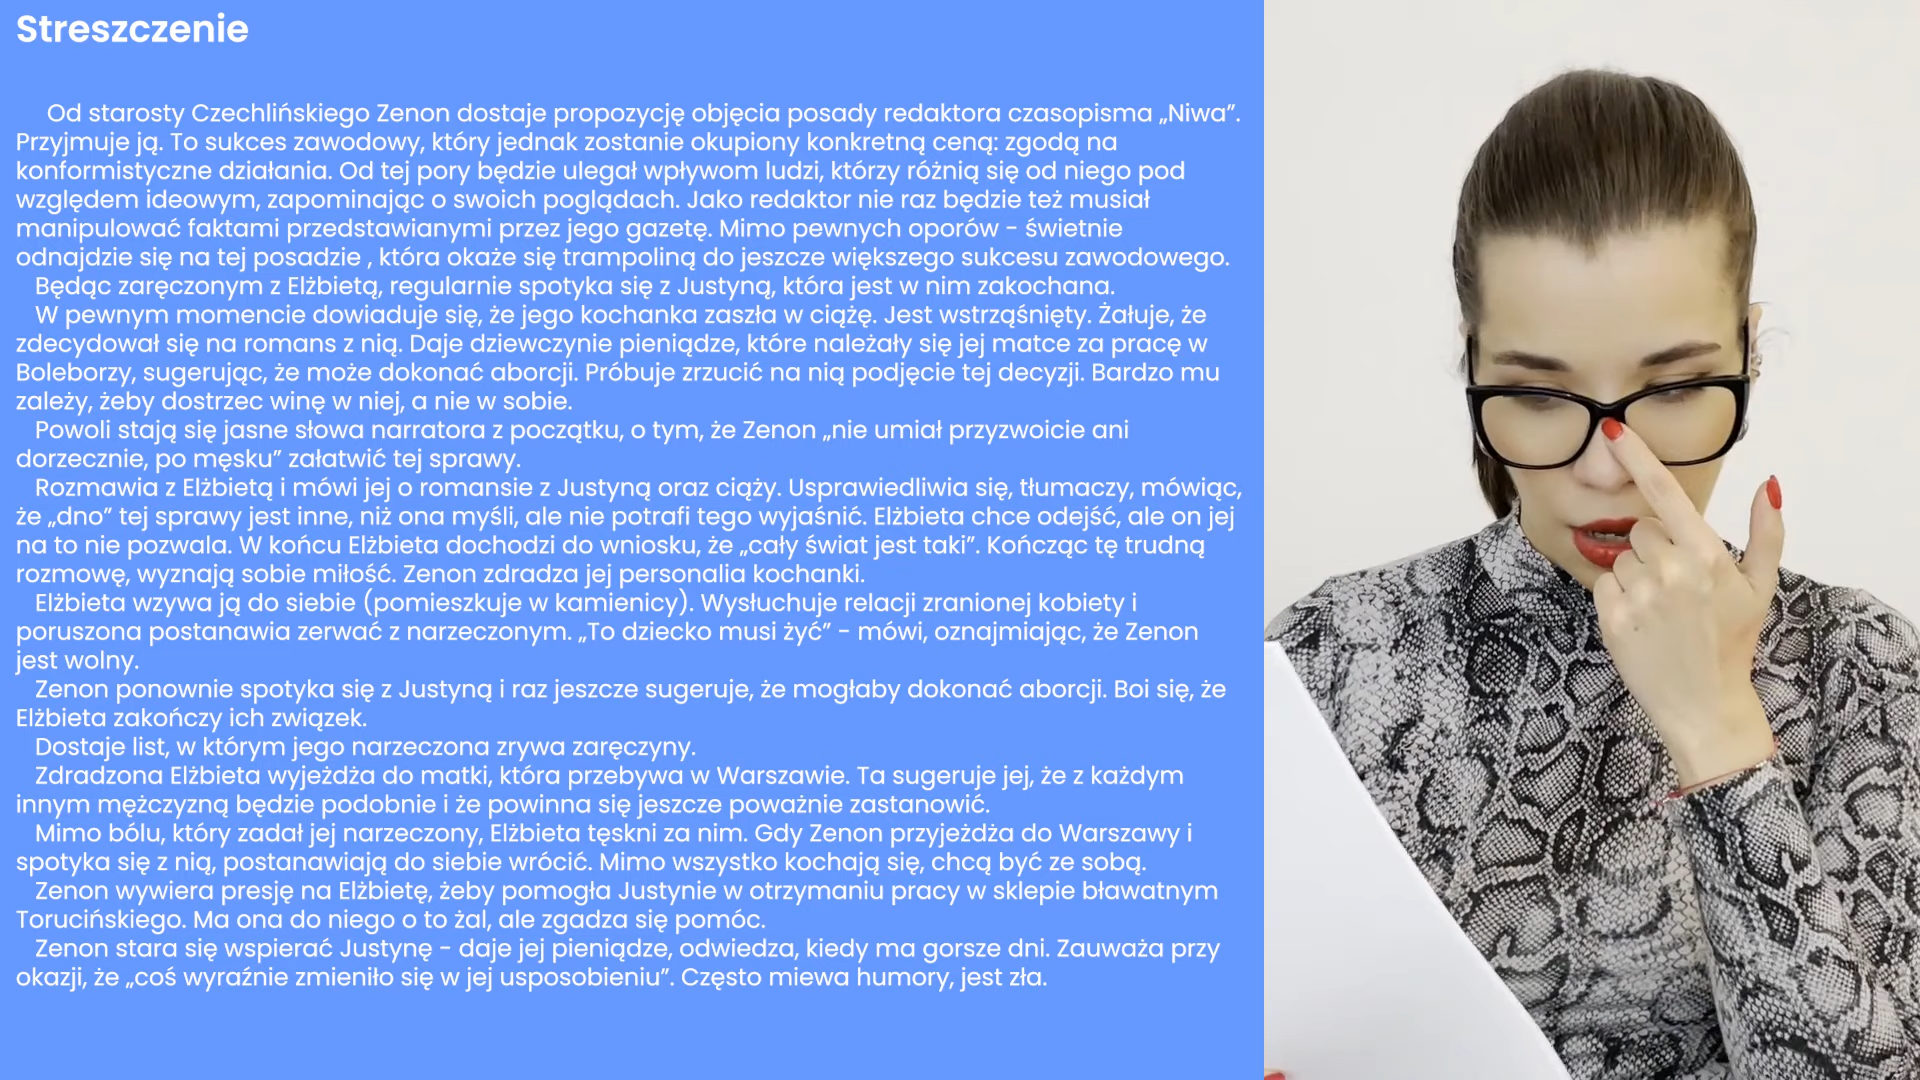 Streszczenie
Od starosty Czechlińskiego Zenon dostaje propozycję objęcia posady redaktora czasopisma „Niwa”.
Przyjmuje ją. To sukces zawodowy, który jednak zostanie okupiony konkretną ceną: zgodą na
konformistyczne działania. Od tej pory będzie ulegał wpływom ludzi, którzy różnią się od niego pod
względem ideowym, zapominając o swoich poglądach. Jako redaktor nie raz będzie też musiał
manipulować faktami przedstawianymi przez jego gazetę. Mimo pewnych oporów - świetnie
odnajdzie się na tej posadzie , która okaże się trampoliną do jeszcze większego sukcesu zawodowego.
Będąc zaręczonym z Elżbietą, regularnie spotyka się z Justyną, która jest w nim zakochana.
W pewnym momencie dowiaduje się, że jego kochanka zaszła w ciążę. Jest wstrząśnięty. Żałuje, że
zdecydował się na romans z nią. Daje dziewczynie pieniądze, które należały się jej matce za pracę w
Boleborzy, sugerując, że może dokonać aborcji. Próbuje zrzucić na nią podjęcie tej decyzji. Bardzo mu
zależy, żeby dostrzec winę w niej, a nie w sobie.
Powoli stają się jasne słowa narratora z początku, o tym, że Zenon „nie umiał przyzwoicie ani
dorzecznie, po męsku” załatwić tej sprawy.
Rozmawia z Elżbietą i mówi jej o romansie z Justyną oraz ciąży. Usprawiedliwia się, tłumaczy, mówiąc,
że „dno” tej sprawy jest inne, niż ona myśli, ale nie potrafi tego wyjaśnić. Elżbieta chce odejść, ale on jej
na to nie pozwala. W końcu Elżbieta dochodzi do wniosku, że „cały świat jest taki”. Kończąc tę trudną
rozmowę, wyznają sobie miłość. Zenon zdradza jej personalia kochanki.
Elżbieta wzywa ją do siebie (pomieszkuje w kamienicy). Wysłuchuje relacji zranionej kobiety i
poruszona postanawia zerwać z narzeczonym. „To dziecko musi żyć” - mówi, oznajmiając, że Zenon
jest wolny.
Zenon ponownie spotyka się z Justyną i raz jeszcze sugeruje, że mogłaby dokonać aborcji. Boi się, że
Elżbieta zakończy ich związek.
Dostaje list, w którym jego narzeczona zrywa zaręczyny.
Zdradzona Elżbieta wyjeżdża do matki, która przebywa w Warszawie. Ta sugeruje jej, że z każdym
innym mężczyzną będzie podobnie i że powinna się jeszcze poważnie zastanowić.
Mimo bólu, który zadał jej narzeczony, Elżbieta tęskni za nim. Gdy Zenon przyjeżdża do Warszawy i
spotyka się z nią, postanawiają do siebie wrócić. Mimo wszystko kochają się, chcą być ze sobą.
Zenon wywiera presję na Elżbietę, żeby pomogła Justynie w otrzymaniu pracy w sklepie bławatnym
Torucińskiego. Ma ona do niego o to żal, ale zgadza się pomóc.
Zenon stara się wspierać Justynę - daje jej pieniądze, odwiedza, kiedy ma gorsze dni. Zauważa przy
okazji, że „coś wyraźnie zmieniło się w jej usposobieniu”. Często miewa humory, jest zła.